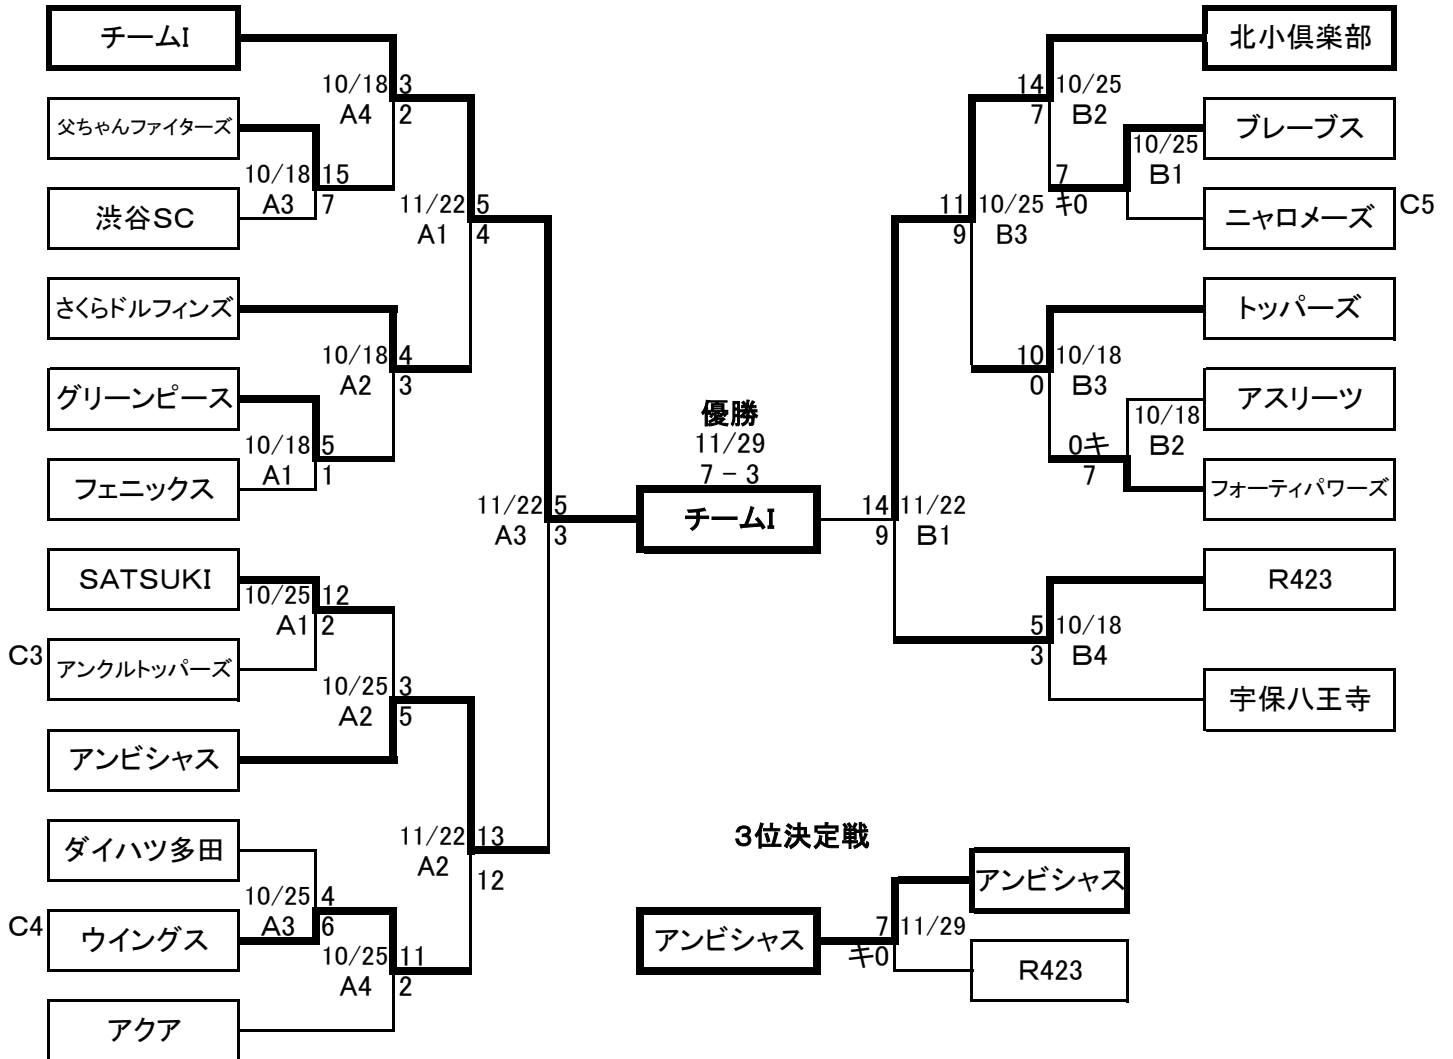 チームI
10/18 3
A4 2
父ちゃんファイターズ
10/18 15
A3 7
渋谷SC
11/22 5
A1 4
さくらドルフィンズ
10/18 4
A2 3
グリーンピース
10/18 5
A1 1
フェニックス
11/22 5
A3 3
SATSUKI
10/25 12
A1 2
C3 アンクルトッパーズ
10/25 3
A2 5
アンビシャス
ダイハツ多田
11/22 13
A2 12
10/25 4
C4 ウイングス A3 6
10/25 11
A4 2
アクア
優勝
11/29
7 - 3
チームI
北小倶楽部
14 10/25
7 B2
ブレーブス
10/25
B1
7
キ0
ニャロメーズ C5
11 10/25
9 B3
トッパーズ
10 10/18
0 B3
アスリーツ
10/18
B2
0キ
7
フォーティパワーズ
14 11/22
9 B1
R423
5 10/18
3 B4
宇保八王寺
3位決定戦
アンビシャス
アンビシャス
7 11/29
キ0
R423